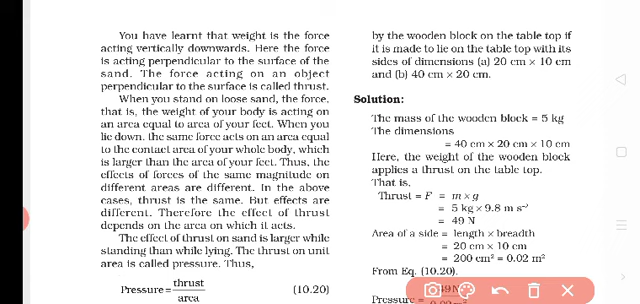 You have learnt that weight is the force
acting vertically downwards. Here the force
is acting perpendicular to the surface of the
sand. The force acting on an object
perpendicular to the surface is called thrust.
When you stand on loose sand, the force,
that is, the weight of your body is acting on
an area equal to area of your feet. When you
lie down, the same force acts on an area equal
to the contact area of your whole body, which
is larger than the area of your feet. Thus, the
effects of forces of the same magnitude on
different areas are different. In the above
cases, thrust is the same. But effects are
different. Therefore the effect of thrust
depends on the area on which it acts.
The effect of thrust on sand is larger while
standing than while lying. The thrust on unit
area is called pressure. Thus,
Pressure = thrust
area
(10.20)
by the wooden block on the table top if
it is made to lie on the table top with its
sides of dimensions (a) 20 cm × 10 cm
and (b) 40 cm × 20 cm.
Solution:
The mass of the wooden block = 5 kg
The dimensions
= 40 cm × 20 cm × 10 cm
Here, the weight of the wooden block
applies a thrust on the table top.
That is,
Thrust = F = m × g
= 5 kg × 9.8 m s⁻²
= 49 N
Area of a side = length × breadth
= 20 cm × 10 cm
= 200 cm² = 0.02 m²
From Eq. (10.20),
Pressure =